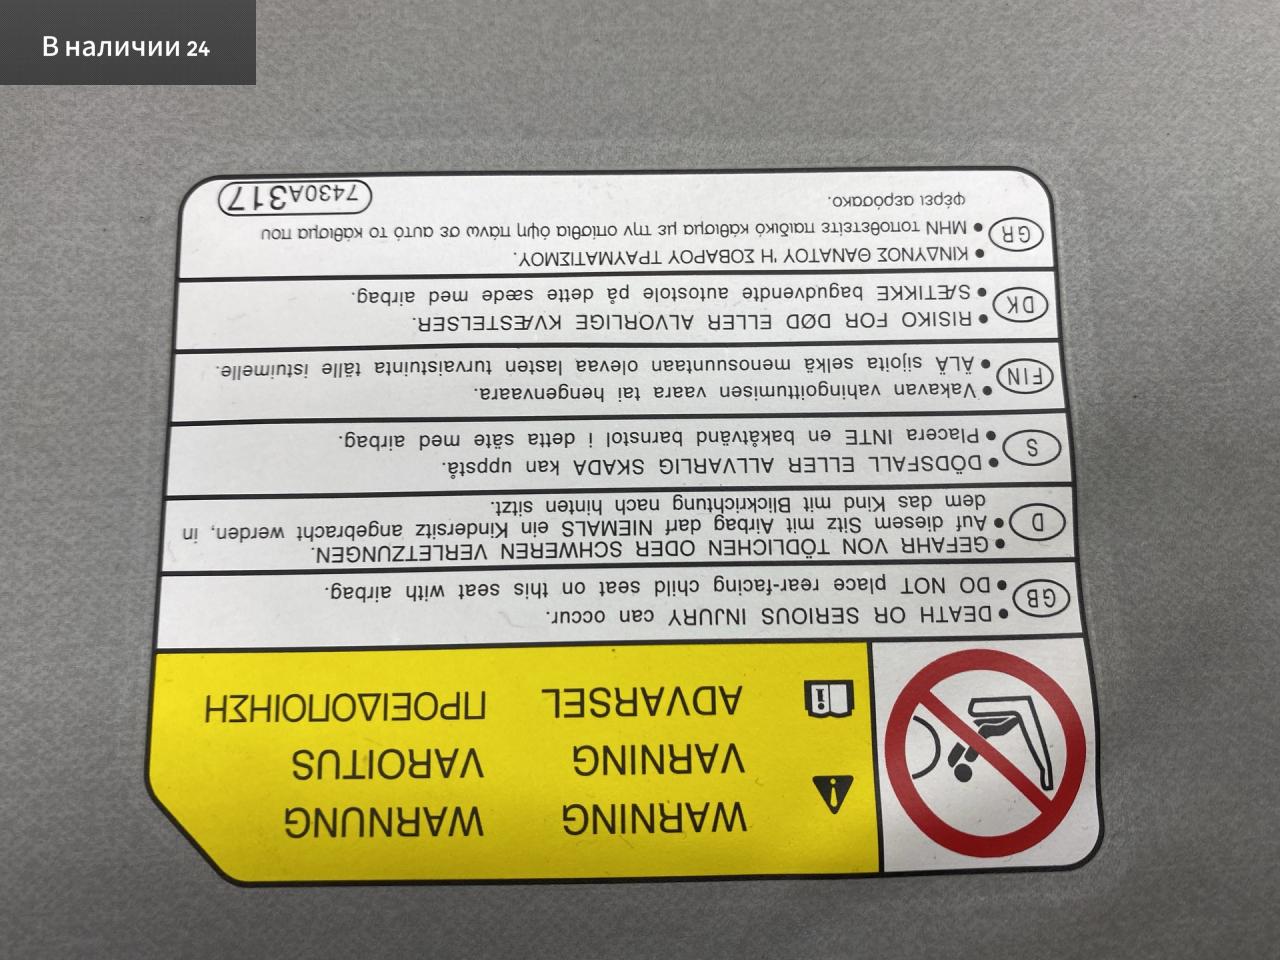 В наличии 24
WARNING WARNUNG
VARNING VAROITUS
ADVARSEL ΠΡΟΕΙΔΟΠΟΙΗΣΗ
GB
• DEATH OR SERIOUS INJURY can occur.
• DO NOT place rear-facing child seat on this seat with airbag.
D
• GEFAHR VON TÖDLICHEN ODER SCHWEREN VERLETZUNGEN.
• Auf diesem Sitz mit Airbag darf NIEMALS ein Kindersitz angebracht werden, in
dem das Kind mit Blickrichtung nach hinten sitzt.
S
• DÖDSFALL ELLER ALLVARLIG SKADA kan uppstå.
• Placera INTE en bakåtvänd barnstol i detta säte med airbag.
FIN
• Vakavan vahingoittumisen vaara tai hengenvaara.
• ÄLÄ sijoita selkä menosuuntaan olevaa lasten turvaistuinta tälle istuimelle.
DK
• RISIKO FOR DØD ELLER ALVORLIGE KVÆSTELSER.
• SÆTIKKE bagudvendte autostole på dette sæde med airbag.
GR
• ΚΙΝΔΥΝΟΣ ΘΑΝΑΤΟΥ Ή ΣΟΒΑΡΟΥ ΤΡΑΥΜΑΤΙΣΜΟΥ.
• ΜΗΝ τοποθετείτε παιδικό κάθισμα με την οπίσθια όψη πάνω σε αυτό το κάθισμα που
φέρει αερόσακο.
7430A317